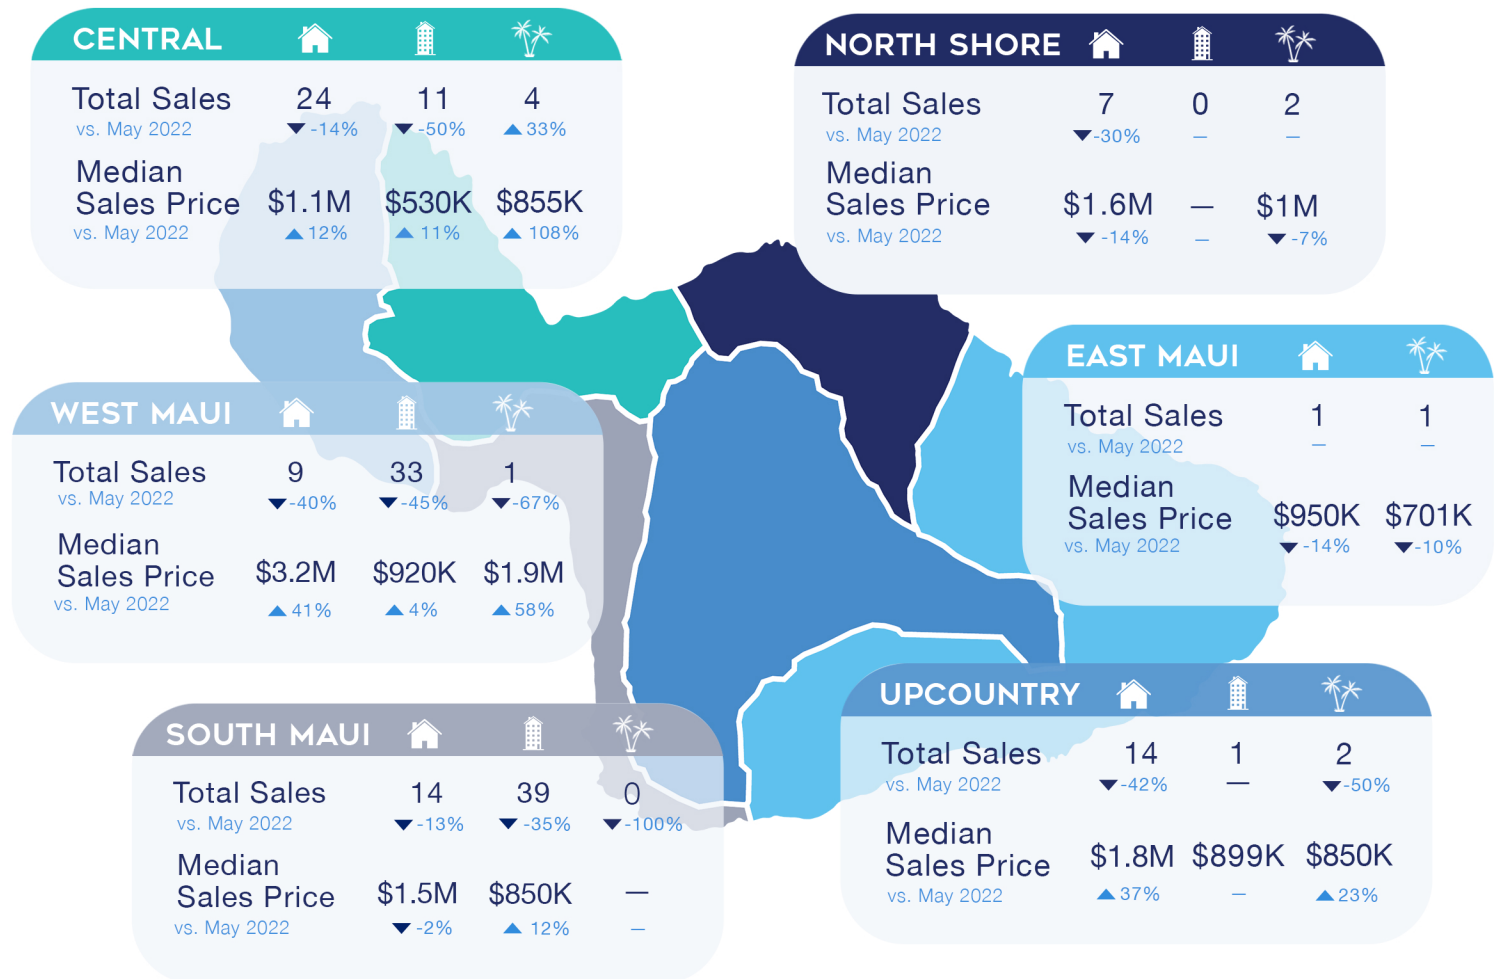 CENTRAL
Total Sales 24 11 4
vs. May 2022 ▼ -14% ▼ -50% ▲ 33%
Median
Sales Price $1.1M $530K $855K
vs. May 2022 ▲ 12% ▲ 11% ▲ 108%
NORTH SHORE
Total Sales 7 0 2
vs. May 2022 ▼ -30% – –
Median
Sales Price $1.6M — $1M
vs. May 2022 ▼ -14% – ▼ -7%
EAST MAUI
Total Sales 1 1
vs. May 2022 – –
Median
Sales Price $950K $701K
vs. May 2022 ▼ -14% ▼ -10%
WEST MAUI
Total Sales 9 33 1
vs. May 2022 ▼ -40% ▼ -45% ▼ -67%
Median
Sales Price $3.2M $920K $1.9M
vs. May 2022 ▲ 41% ▲ 4% ▲ 58%
UPCOUNTRY
Total Sales 14 1 2
vs. May 2022 ▼ -42% — ▼ -50%
Median
Sales Price $1.8M $899K $850K
vs. May 2022 ▲ 37% – ▲ 23%
SOUTH MAUI
Total Sales 14 39 0
vs. May 2022 ▼ -13% ▼ -35% ▼ -100%
Median
Sales Price $1.5M $850K —
vs. May 2022 ▼ -2% ▲ 12% –